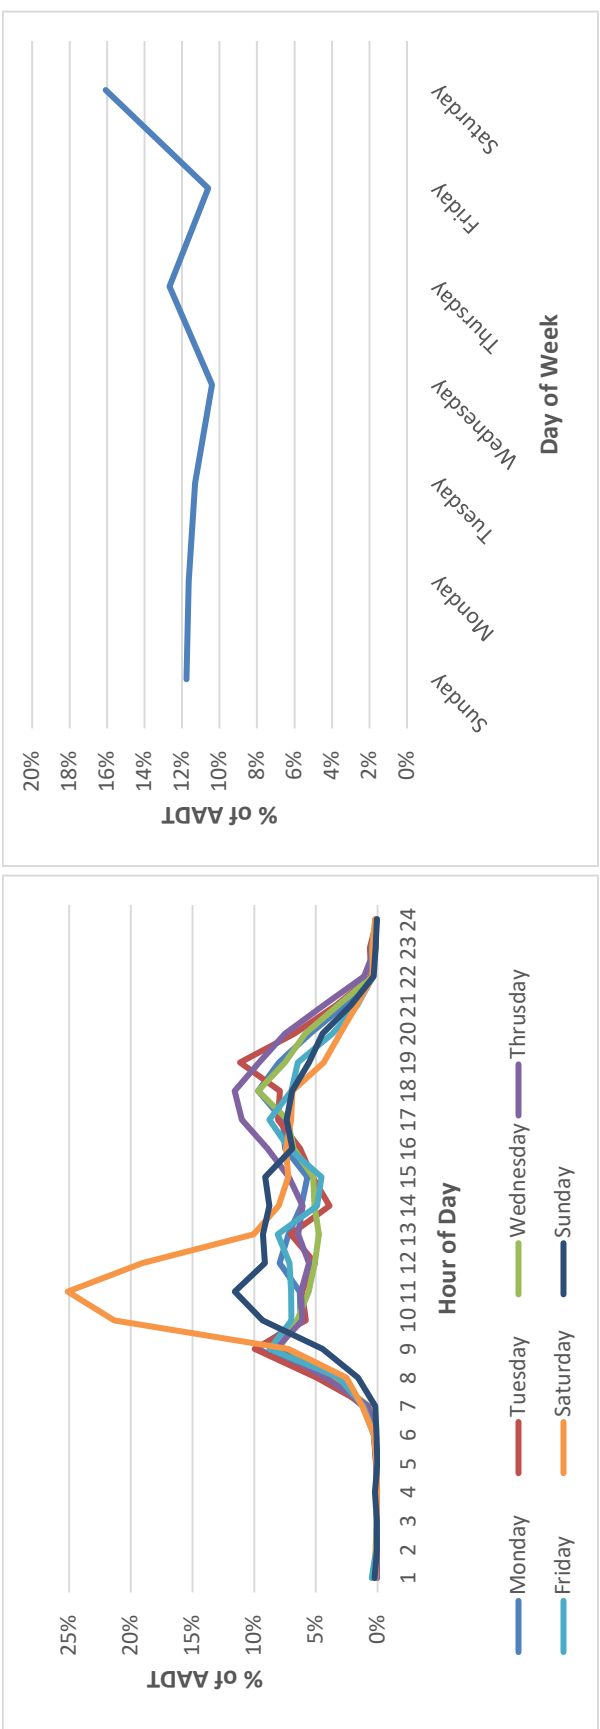 25%
20%
15%
10%
5%
0%
% of AADT
1 2 3 4 5 6 7 8 9 10 11 12 13 14 15 16 17 18 19 20 21 22 23 24
Hour of Day
Monday Tuesday Wednesday Thrusday
Friday Saturday Sunday
20%
18%
16%
14%
12%
10%
8%
6%
4%
2%
0%
% of AADT
Sunday Monday Tuesday Wednesday Thursday Friday Saturday
Day of Week